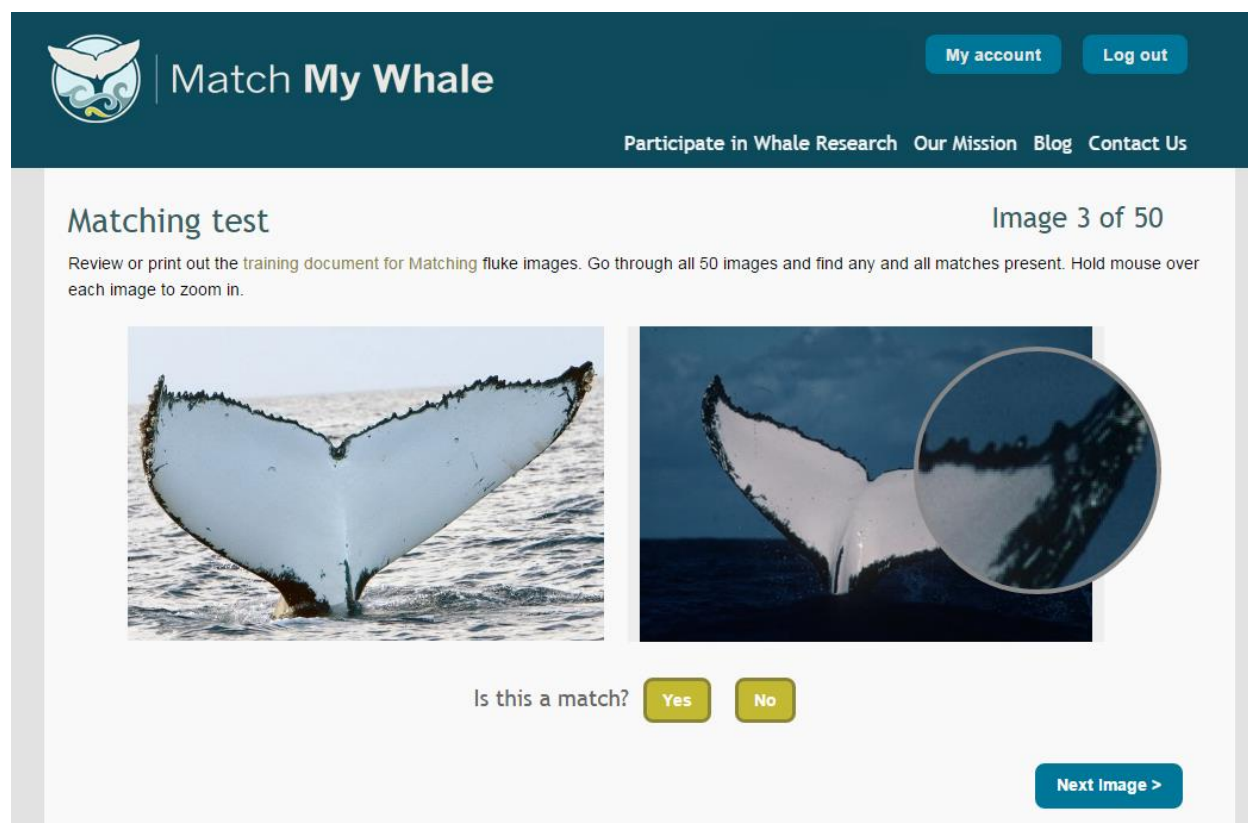 Match My Whale
My account
Log out
Participate in Whale Research
Our Mission
Blog
Contact Us
Matching test
Image 3 of 50
Review or print out the training document for Matching fluke images. Go through all 50 images and find any and all matches present. Hold mouse over
each image to zoom in.
Is this a match?
Yes
No
Next Image >